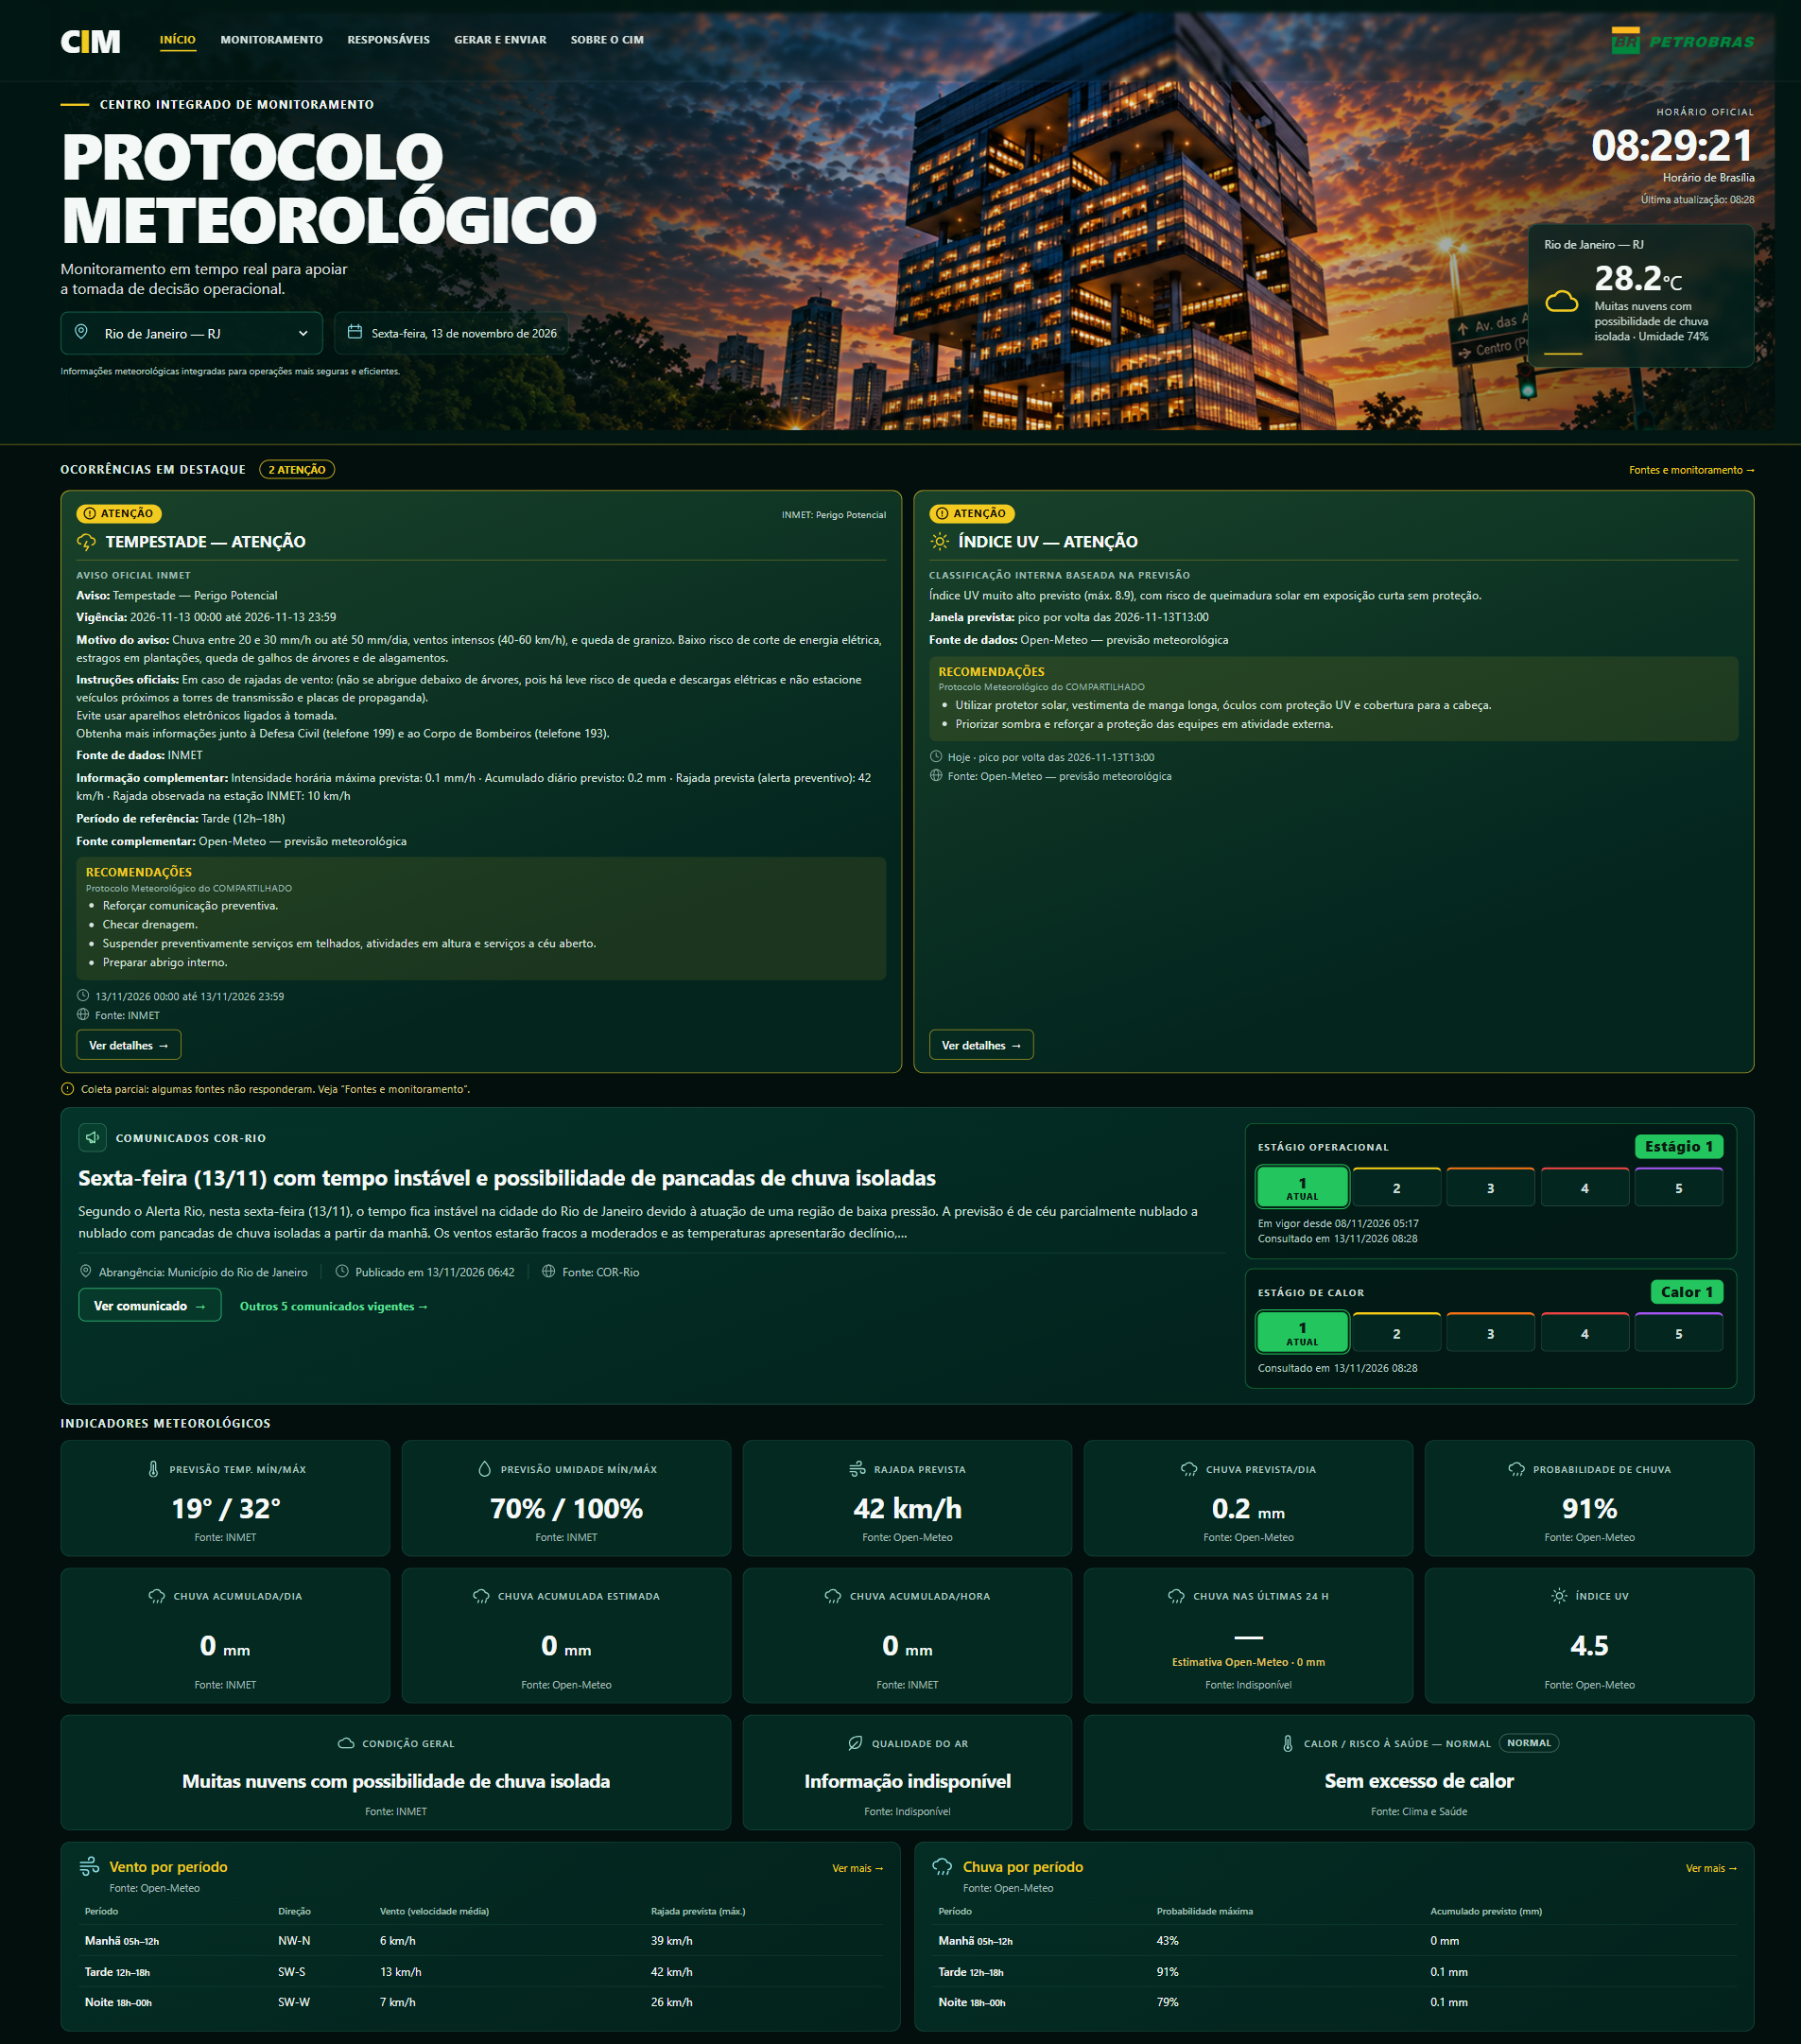 CIM
INÍCIO
MONITORAMENTO
RESPONSÁVEIS
GERAR E ENVIAR
SOBRE O CIM
BR PETROBRAS
CENTRO INTEGRADO DE MONITORAMENTO
PROTOCOLO
METEOROLÓGICO
Monitoramento em tempo real para apoiar
a tomada de decisão operacional.
Rio de Janeiro — RJ
Sexta-feira, 13 de novembro de 2026
Informações meteorológicas integradas para operações mais seguras e eficientes.
HORÁRIO OFICIAL
08:29:21
Horário de Brasília
Última atualização: 08:28
Rio de Janeiro — RJ
28.2°C
Muitas nuvens com
possibilidade de chuva
isolada · Umidade 74%
Av. das A
Centro (P
OCORRÊNCIAS EM DESTAQUE
2 ATENÇÃO
Fontes e monitoramento →
ATENÇÃO
INMET: Perigo Potencial
TEMPESTADE — ATENÇÃO
AVISO OFICIAL INMET
Aviso: Tempestade — Perigo Potencial
Vigência: 2026-11-13 00:00 até 2026-11-13 23:59
Motivo do aviso: Chuva entre 20 e 30 mm/h ou até 50 mm/dia, ventos intensos (40-60 km/h), e queda de granizo. Baixo risco de corte de energia elétrica,
estragos em plantações, queda de galhos de árvores e de alagamentos.
Instruções oficiais: Em caso de rajadas de vento: (não se abrigue debaixo de árvores, pois há leve risco de queda e descargas elétricas e não estacione
veículos próximos a torres de transmissão e placas de propaganda).
Evite usar aparelhos eletrônicos ligados à tomada.
Obtenha mais informações junto à Defesa Civil (telefone 199) e ao Corpo de Bombeiros (telefone 193).
Fonte de dados: INMET
Informação complementar: Intensidade horária máxima prevista: 0.1 mm/h · Acumulado diário previsto: 0.2 mm · Rajada prevista (alerta preventivo): 42
km/h · Rajada observada na estação INMET: 10 km/h
Período de referência: Tarde (12h–18h)
Fonte complementar: Open-Meteo — previsão meteorológica
RECOMENDAÇÕES
Protocolo Meteorológico do COMPARTILHADO
• Reforçar comunicação preventiva.
• Checar drenagem.
• Suspender preventivamente serviços em telhados, atividades em altura e serviços a céu aberto.
• Preparar abrigo interno.
13/11/2026 00:00 até 13/11/2026 23:59
Fonte: INMET
Ver detalhes →
ATENÇÃO
ÍNDICE UV — ATENÇÃO
CLASSIFICAÇÃO INTERNA BASEADA NA PREVISÃO
Índice UV muito alto previsto (máx. 8.9), com risco de queimadura solar em exposição curta sem proteção.
Janela prevista: pico por volta das 2026-11-13T13:00
Fonte de dados: Open-Meteo — previsão meteorológica
RECOMENDAÇÕES
Protocolo Meteorológico do COMPARTILHADO
• Utilizar protetor solar, vestimenta de manga longa, óculos com proteção UV e cobertura para a cabeça.
• Priorizar sombra e reforçar a proteção das equipes em atividade externa.
Hoje · pico por volta das 2026-11-13T13:00
Fonte: Open-Meteo — previsão meteorológica
Ver detalhes →
Coleta parcial: algumas fontes não responderam. Veja "Fontes e monitoramento".
COMUNICADOS COR-RIO
Sexta-feira (13/11) com tempo instável e possibilidade de pancadas de chuva isoladas
Segundo o Alerta Rio, nesta sexta-feira (13/11), o tempo fica instável na cidade do Rio de Janeiro devido à atuação de uma região de baixa pressão. A previsão é de céu parcialmente nublado a
nublado com pancadas de chuva isoladas a partir da manhã. Os ventos estarão fracos a moderados e as temperaturas apresentarão declínio,...
Abrangência: Município do Rio de Janeiro
Publicado em 13/11/2026 06:42
Fonte: COR-Rio
Ver comunicado →
Outros 5 comunicados vigentes →
ESTÁGIO OPERACIONAL
Estágio 1
1 ATUAL
2
3
4
5
Em vigor desde 08/11/2026 05:17
Consultado em 13/11/2026 08:28
ESTÁGIO DE CALOR
Calor 1
1 ATUAL
2
3
4
5
Consultado em 13/11/2026 08:28
INDICADORES METEOROLÓGICOS
PREVISÃO TEMP. MÍN/MÁX
19° / 32°
Fonte: INMET
PREVISÃO UMIDADE MÍN/MÁX
70% / 100%
Fonte: INMET
RAJADA PREVISTA
42 km/h
Fonte: Open-Meteo
CHUVA PREVISTA/DIA
0.2 mm
Fonte: Open-Meteo
PROBABILIDADE DE CHUVA
91%
Fonte: Open-Meteo
CHUVA ACUMULADA/DIA
0 mm
Fonte: INMET
CHUVA ACUMULADA ESTIMADA
0 mm
Fonte: Open-Meteo
CHUVA ACUMULADA/HORA
0 mm
Fonte: INMET
CHUVA NAS ÚLTIMAS 24 H
—
Estimativa Open-Meteo · 0 mm
Fonte: Indisponível
ÍNDICE UV
4.5
Fonte: Open-Meteo
CONDIÇÃO GERAL
Muitas nuvens com possibilidade de chuva isolada
Fonte: INMET
QUALIDADE DO AR
Informação indisponível
Fonte: Indisponível
CALOR / RISCO À SAÚDE — NORMAL
NORMAL
Sem excesso de calor
Fonte: Clima e Saúde
Vento por período
Ver mais →
Fonte: Open-Meteo
Período Direção Vento (velocidade média) Rajada prevista (máx.)
Manhã 05h–12h NW-N 6 km/h 39 km/h
Tarde 12h–18h SW-S 13 km/h 42 km/h
Noite 18h–00h SW-W 7 km/h 26 km/h
Chuva por período
Ver mais →
Fonte: Open-Meteo
Período Probabilidade máxima Acumulado previsto (mm)
Manhã 05h–12h 43% 0 mm
Tarde 12h–18h 91% 0.1 mm
Noite 18h–00h 79% 0.1 mm